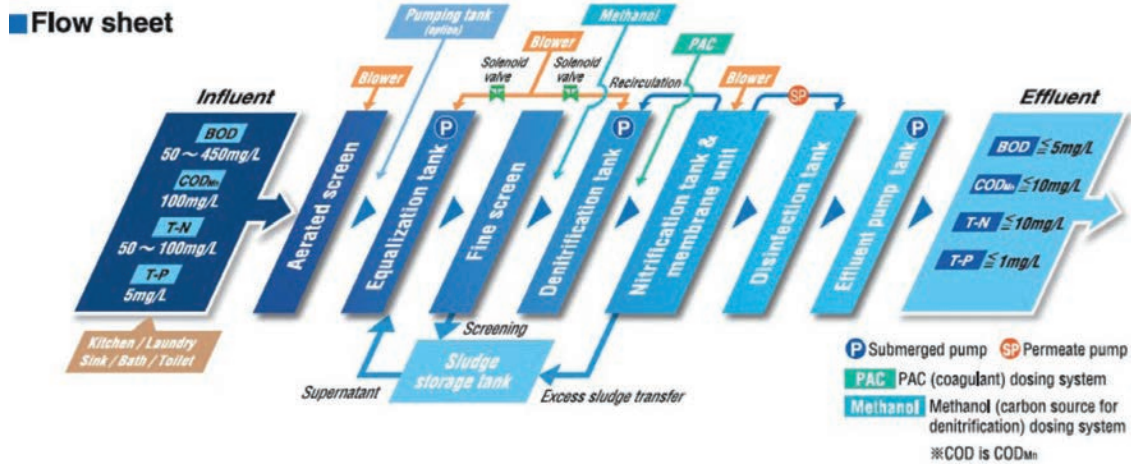 Flow sheet
Pumping tank
(option)
Methanol
Blower
PAC
Blower
Solenoid
valve
Solenoid
valve
Recirculation
Blower
SP
Influent
BOD
50～450mg/L
CODMn
100mg/L
T-N
50～100mg/L
T-P
5mg/L
Kitchen / Laundry
Sink / Bath / Toilet
Aerated screen
Equalization tank
P
Fine screen
Denitrification tank
P
Nitrification tank &
membrane unit
Disinfection tank
Effluent pump tank
P
Effluent
BOD ≦5mg/L
CODMn ≦10mg/L
T-N ≦10mg/L
T-P ≦1mg/L
Screening
Sludge
storage tank
Supernatant
Excess sludge transfer
P Submerged pump SP Permeate pump
PAC PAC (coagulant) dosing system
Methanol Methanol (carbon source for
denitrification) dosing system
※COD is CODMn